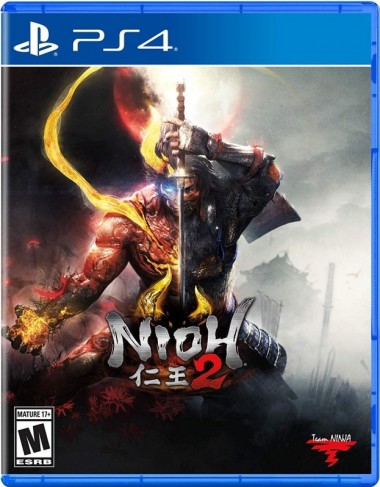 PS4
NIOH
仁王2
MATURE 17+
M
ESRB
Team NINJA